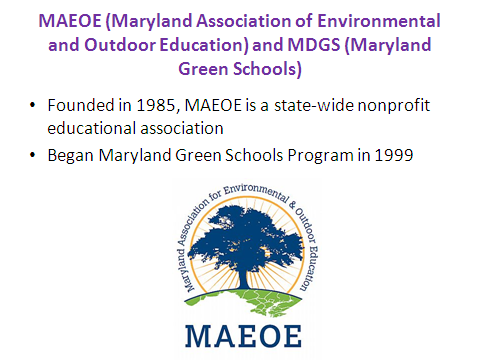 MAEOE (Maryland Association of Environmental
and Outdoor Education) and MDGS (Maryland
Green Schools)
• Founded in 1985, MAEOE is a state-wide nonprofit
educational association
• Began Maryland Green Schools Program in 1999
Maryland Association for Environmental & Outdoor Education
MAEOE